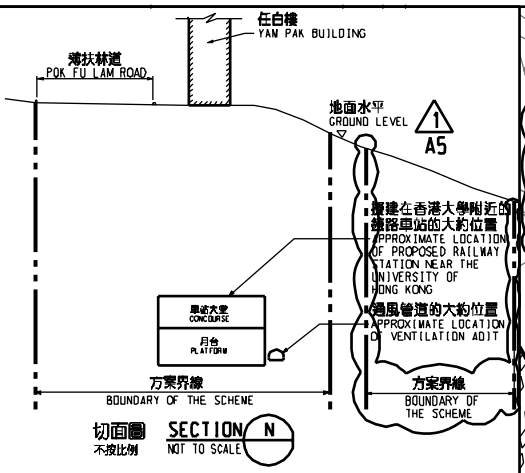 任白樓
YAM PAK BUILDING
薄扶林道
POK FU LAM ROAD
地面水平
GROUND LEVEL
1
A5
擬建在香港大學附近的
鐵路車站的大約位置
APPROXIMATE LOCATION
OF PROPOSED RAILWAY
STATION NEAR THE
UNIVERSITY OF
HONG KONG
車站大堂
CONCOURSE
月台
PLATFORM
通風管道的大約位置
APPROXIMATE LOCATION
OF VENTILATION ADIT
方案界線
BOUNDARY OF THE SCHEME
方案界線
BOUNDARY OF
THE SCHEME
切面圖 SECTION N
不按比例 NOT TO SCALE